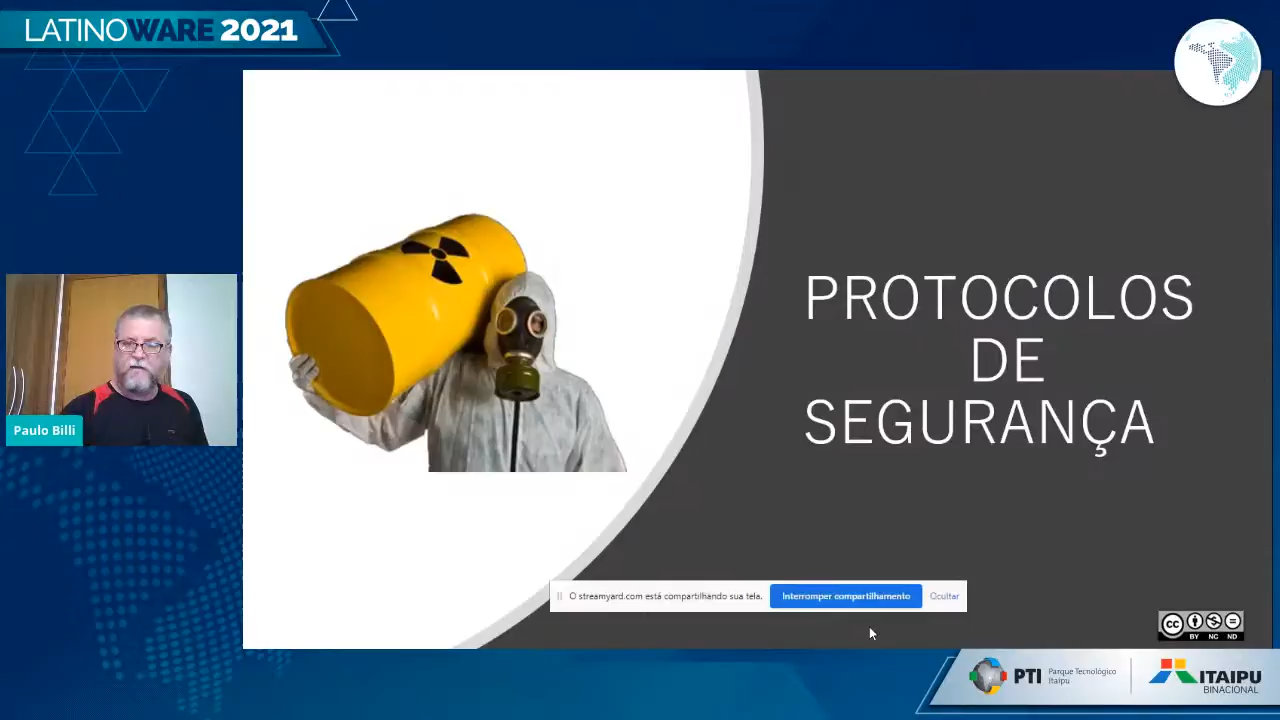 LATINOWARE 2021
PROTOCOLOS
DE
SEGURANÇA
Paulo Billi
O streamyard.com está compartilhando sua tela.
Interromper compartilhamento
Ocultar
CC
BY NC ND
PTI
Parque Tecnológico
Itaipu
ITAIPU
BINACIONAL